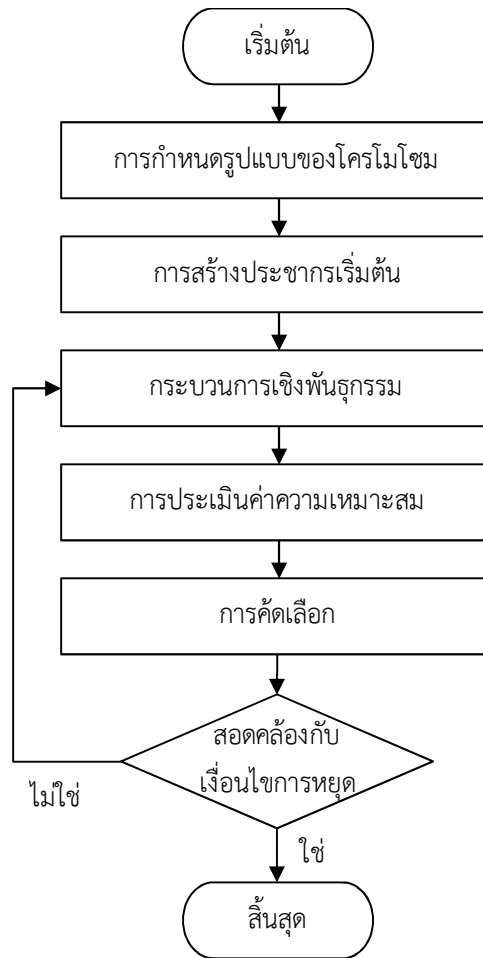 เริ่มต้น
การกำหนดรูปแบบของโครโมโซม
การสร้างประชากรเริ่มต้น
กระบวนการเชิงพันธุกรรม
การประเมินค่าความเหมาะสม
การคัดเลือก
สอดคล้องกับ
เงื่อนไขการหยุด
ไม่ใช่
ใช่
สิ้นสุด